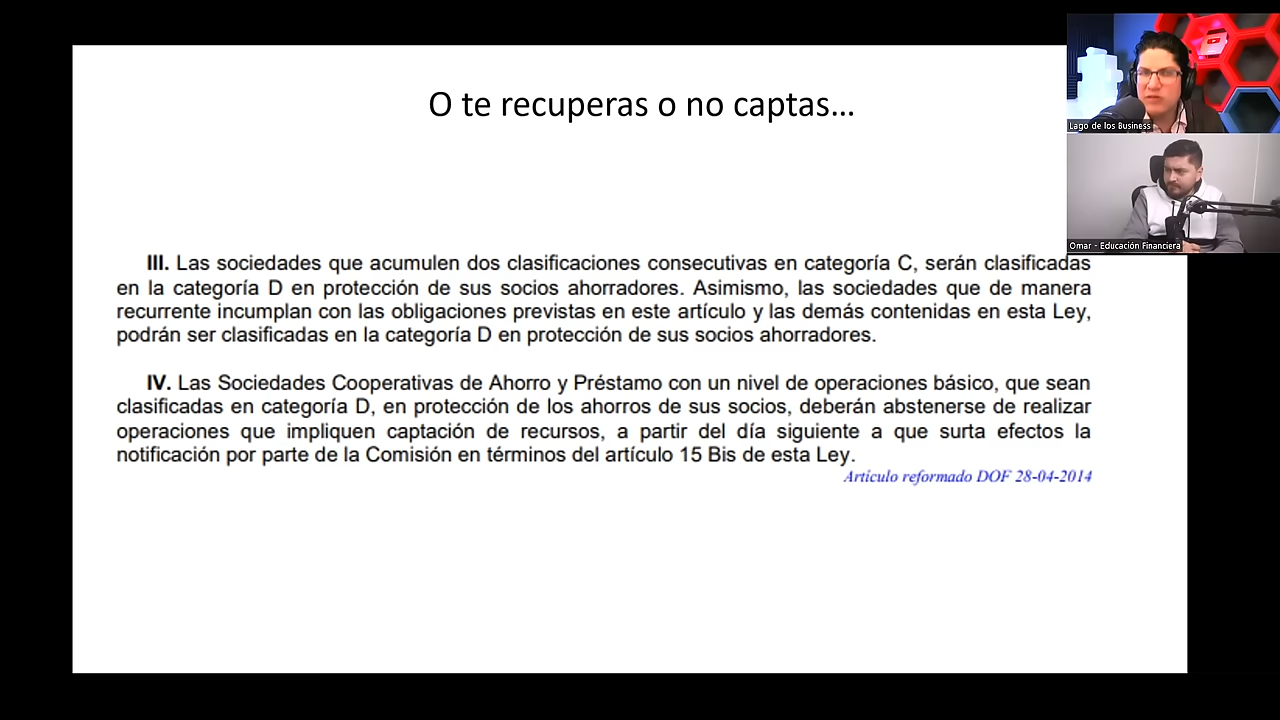 O te recuperas o no captas...
Lago de los Business
Omar - Educación Financiera
III. Las sociedades que acumulen dos clasificaciones consecutivas en categoría C, serán clasificadas
en la categoría D en protección de sus socios ahorradores. Asimismo, las sociedades que de manera
recurrente incumplan con las obligaciones previstas en este artículo y las demás contenidas en esta Ley,
podrán ser clasificadas en la categoría D en protección de sus socios ahorradores.
IV. Las Sociedades Cooperativas de Ahorro y Préstamo con un nivel de operaciones básico, que sean
clasificadas en categoría D, en protección de los ahorros de sus socios, deberán abstenerse de realizar
operaciones que impliquen captación de recursos, a partir del día siguiente a que surta efectos la
notificación por parte de la Comisión en términos del artículo 15 Bis de esta Ley.
Artículo reformado DOF 28-04-2014